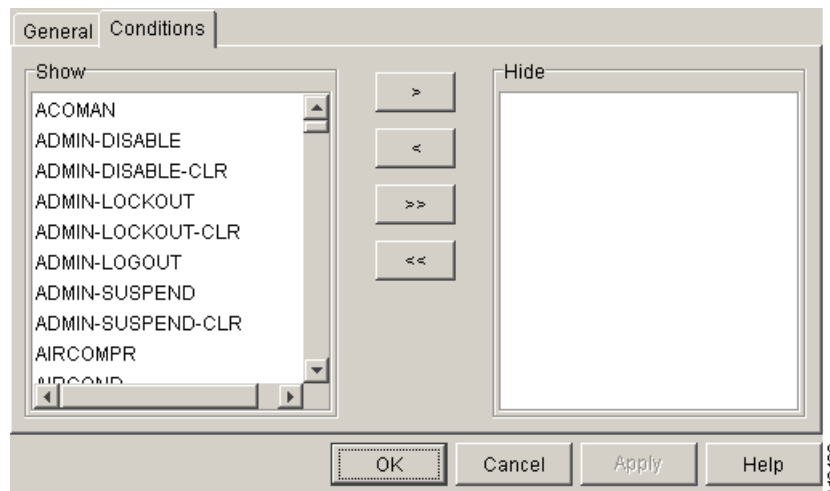 General Conditions
Show
Hide
ACOMAN
ADMIN-DISABLE
ADMIN-DISABLE-CLR
ADMIN-LOCKOUT
ADMIN-LOCKOUT-CLR
ADMIN-LOGOUT
ADMIN-SUSPEND
ADMIN-SUSPEND-CLR
AIRCOMPR
>
<
>>
<<
OK Cancel Apply Help